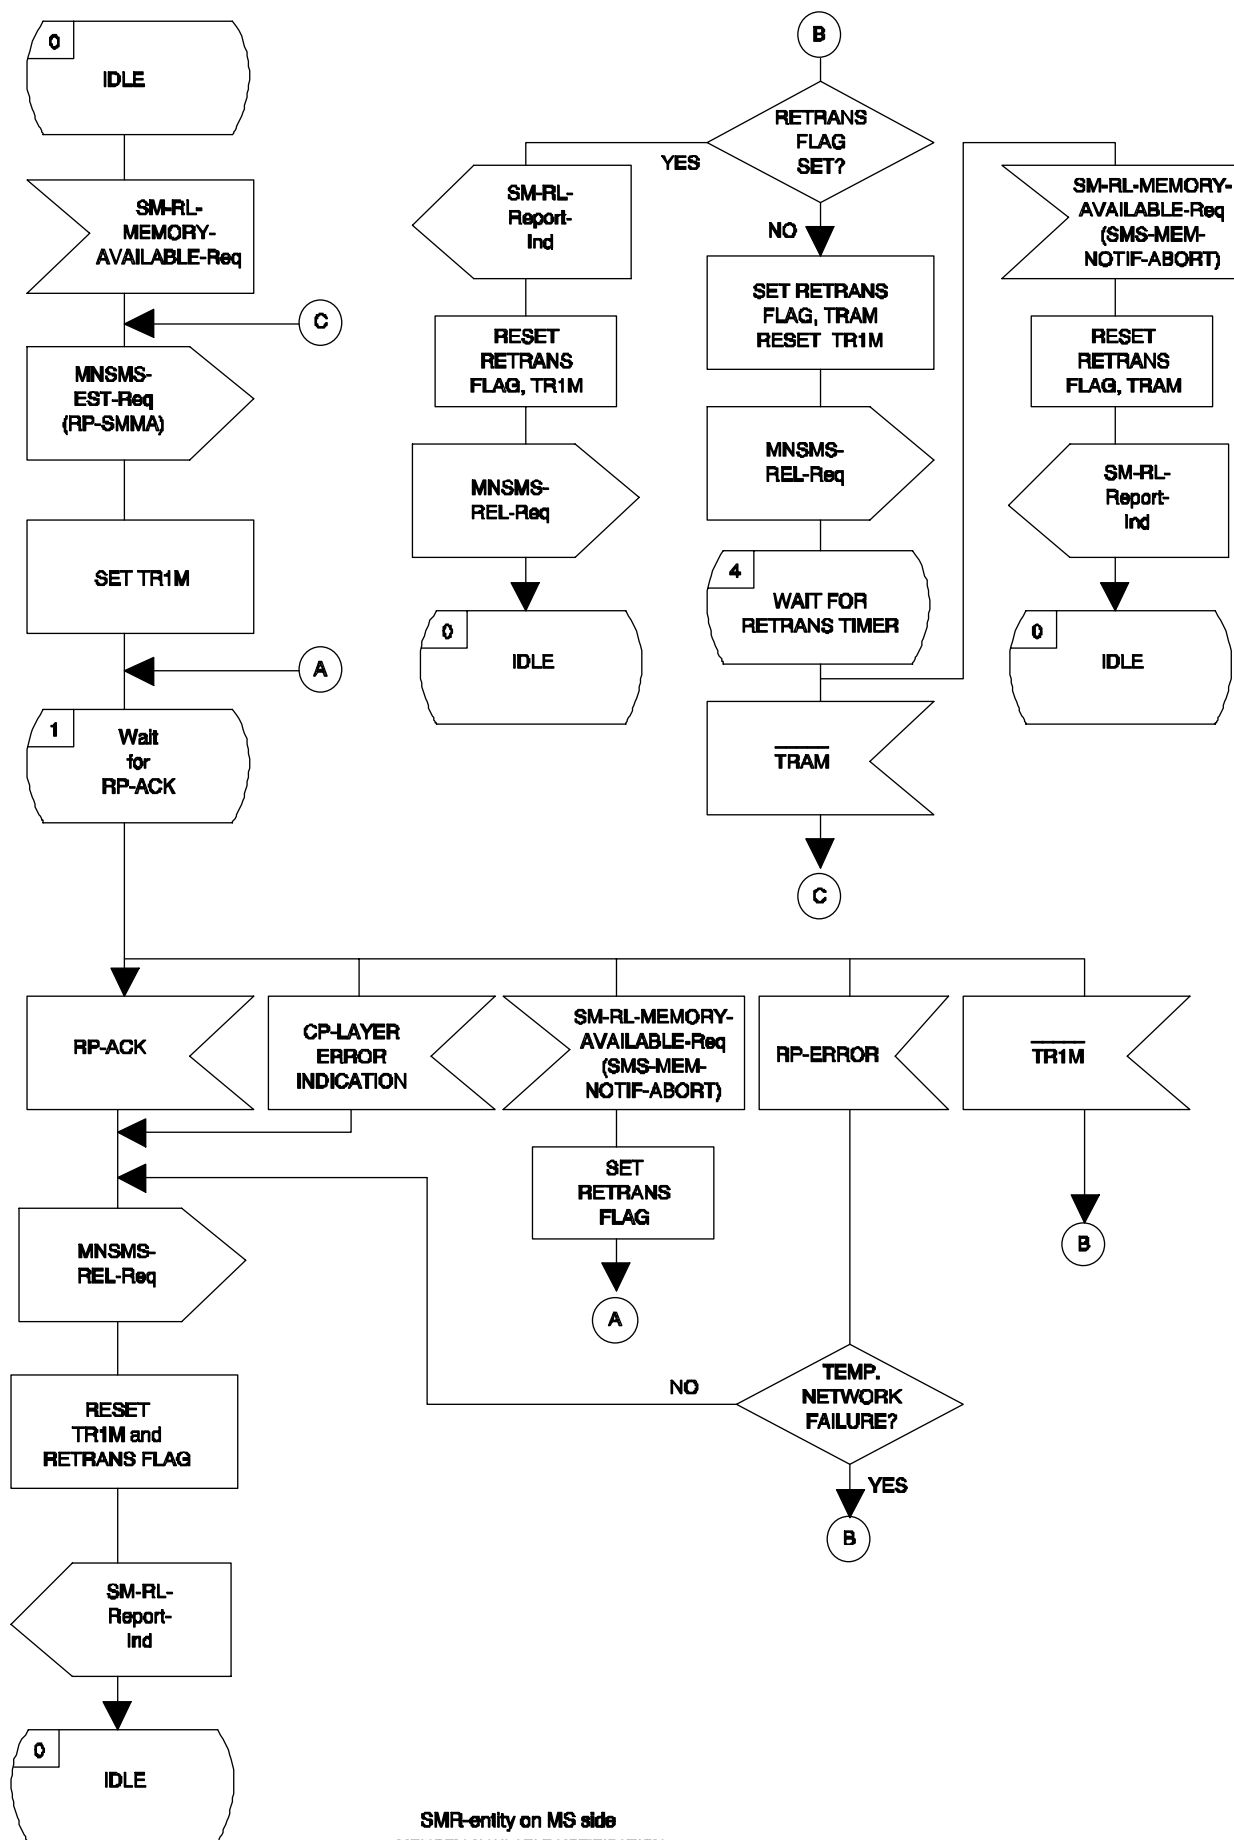 0
IDLE
SM-RL-
MEMORY-
AVAILABLE-Req
C
MNSMS-
EST-Req
(RP-SMMA)
SET TR1M
A
1
Wait
for
RP-ACK
B
RETRANS
FLAG
SET?
YES
NO
SM-RL-
Report-
Ind
RESET
RETRANS
FLAG, TR1M
MNSMS-
REL-Req
0
IDLE
SET RETRANS
FLAG, TRAM
RESET TR1M
MNSMS-
REL-Req
4
WAIT FOR
RETRANS TIMER
TRAM
C
SM-RL-MEMORY-
AVAILABLE-Req
(SMS-MEM-
NOTIF-ABORT)
RESET
RETRANS
FLAG, TRAM
SM-RL-
Report-
Ind
0
IDLE
RP-ACK
CP-LAYER
ERROR
INDICATION
SM-RL-MEMORY-
AVAILABLE-Req
(SMS-MEM-
NOTIF-ABORT)
RP-ERROR
TR1M
SET
RETRANS
FLAG
A
B
MNSMS-
REL-Req
TEMP.
NETWORK
FAILURE?
NO
YES
B
RESET
TR1M and
RETRANS FLAG
SM-RL-
Report-
Ind
0
IDLE
SMR-entity on MS side